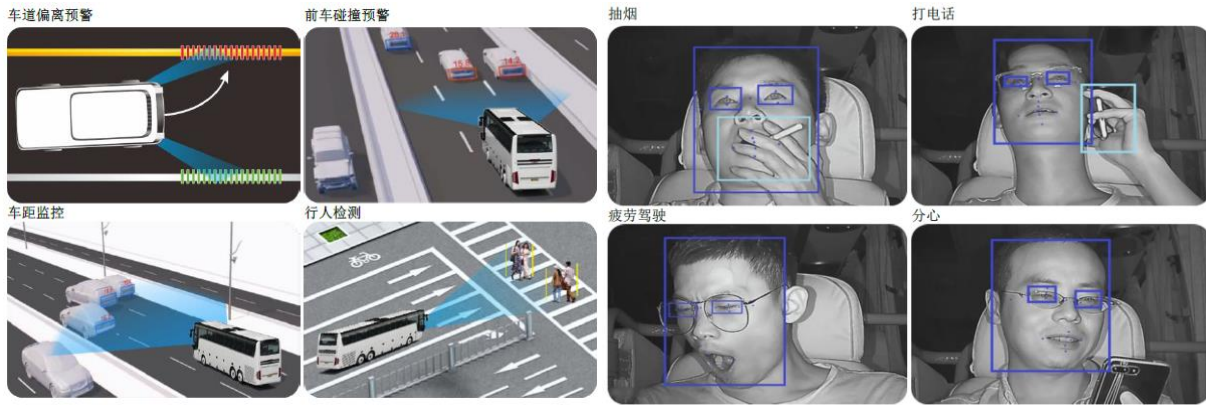 车道偏离预警
前车碰撞预警
抽烟
打电话
车距监控
行人检测
疲劳驾驶
分心